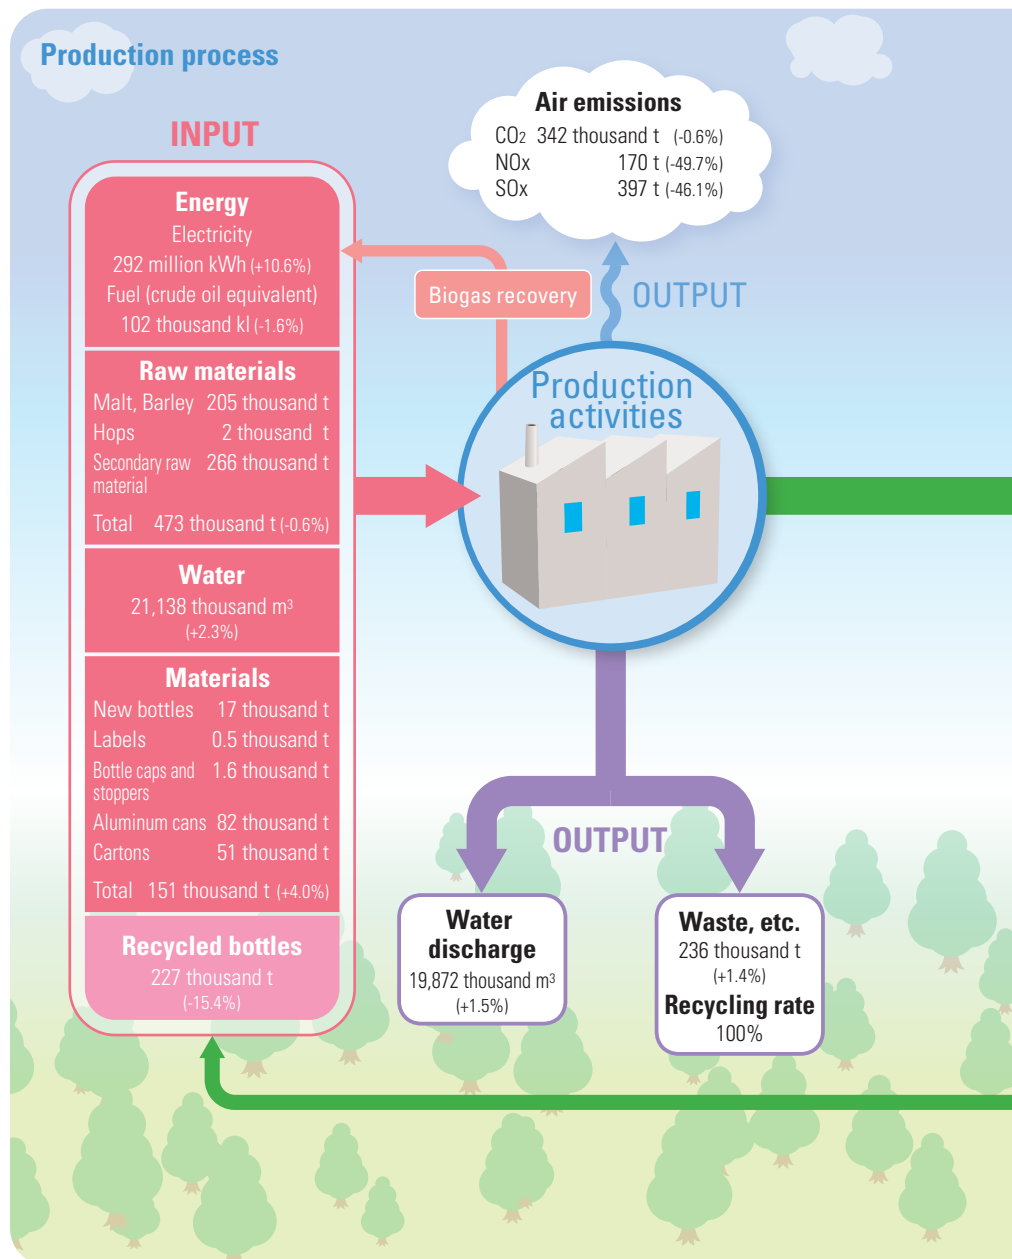 Production process
INPUT
Energy
Electricity
292 million kWh (+10.6%)
Fuel (crude oil equivalent)
102 thousand kl (-1.6%)
Raw materials
Malt, Barley 205 thousand t
Hops 2 thousand t
Secondary raw 266 thousand t
material
Total 473 thousand t (-0.6%)
Water
21,138 thousand m³
(+2.3%)
Materials
New bottles 17 thousand t
Labels 0.5 thousand t
Bottle caps and 1.6 thousand t
stoppers
Aluminum cans 82 thousand t
Cartons 51 thousand t
Total 151 thousand t (+4.0%)
Recycled bottles
227 thousand t
(-15.4%)
Air emissions
CO₂ 342 thousand t (-0.6%)
NOx 170 t (-49.7%)
SOx 397 t (-46.1%)
Biogas recovery
OUTPUT
Production
activities
OUTPUT
Water
discharge
19,872 thousand m³
(+1.5%)
Waste, etc.
236 thousand t
(+1.4%)
Recycling rate
100%